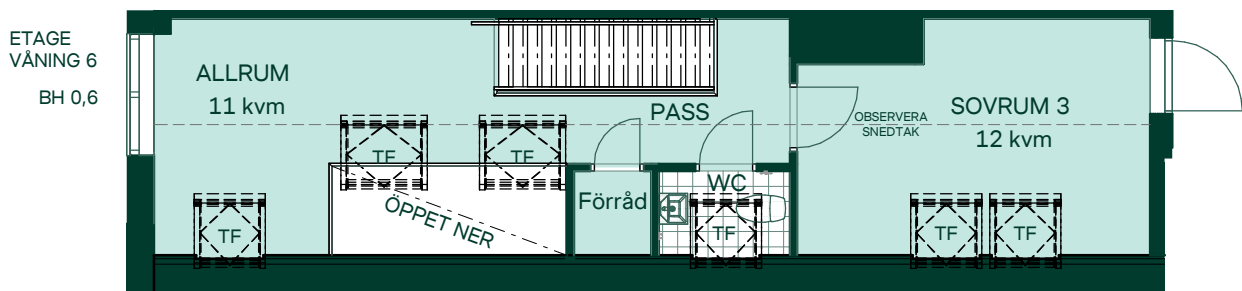 ETAGE
VÅNING 6
BH 0,6
ALLRUM
11 kvm
PASS
OBSERVERA
SNEDTAK
SOVRUM 3
12 kvm
TF
TF
WC
Förråd
ÖPPET NER
TF
TF
TF
TF